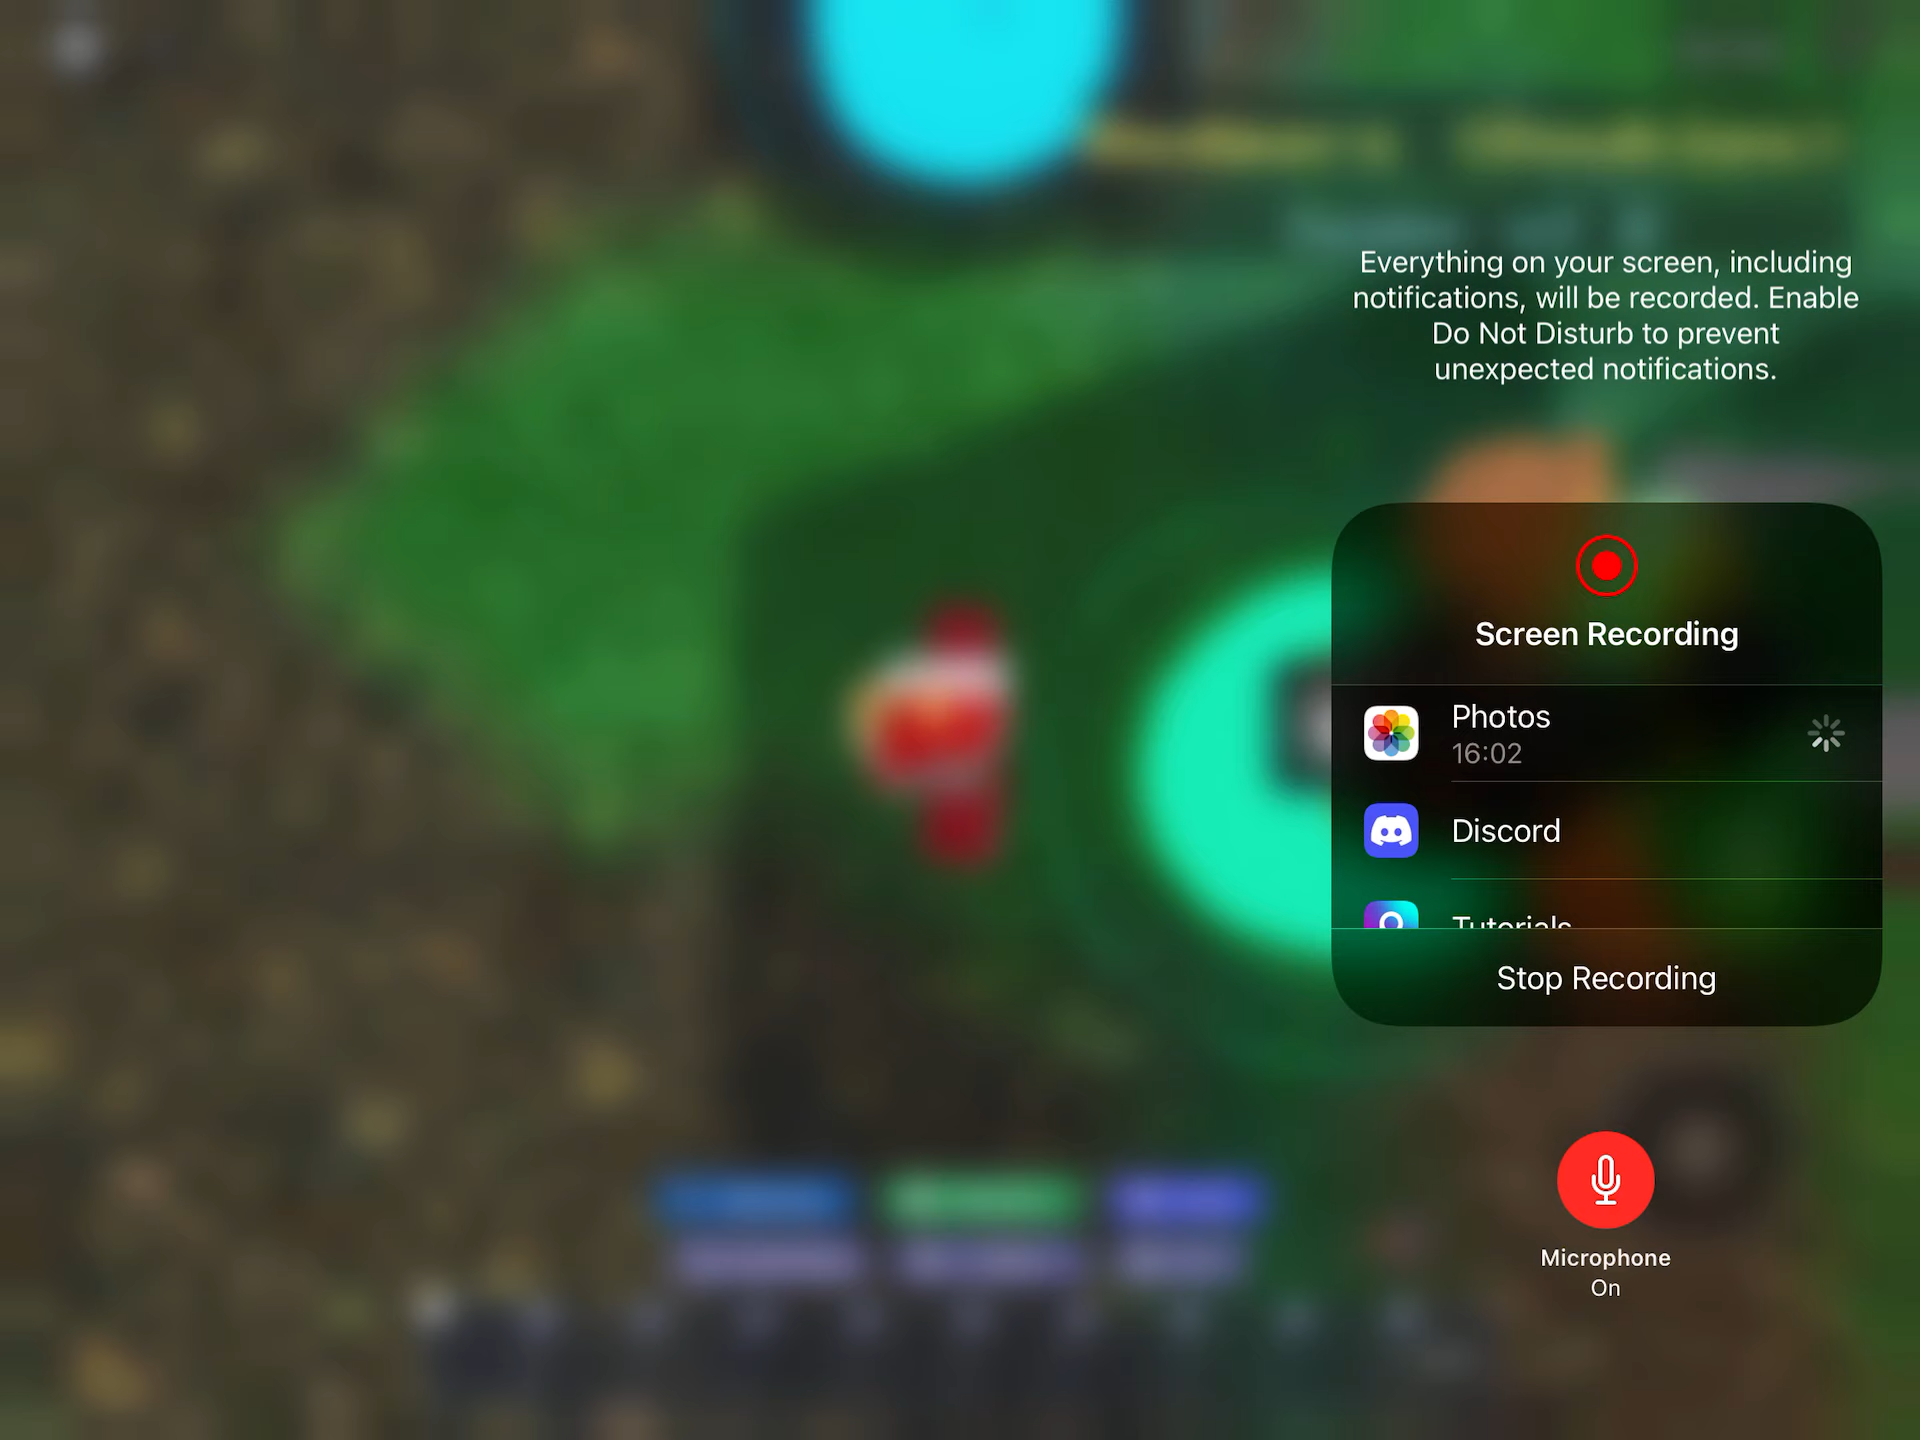 Everything on your screen, including
notifications, will be recorded. Enable
Do Not Disturb to prevent
unexpected notifications.
Screen Recording
Photos
16:02
Discord
Tutorials
Stop Recording
Microphone
On